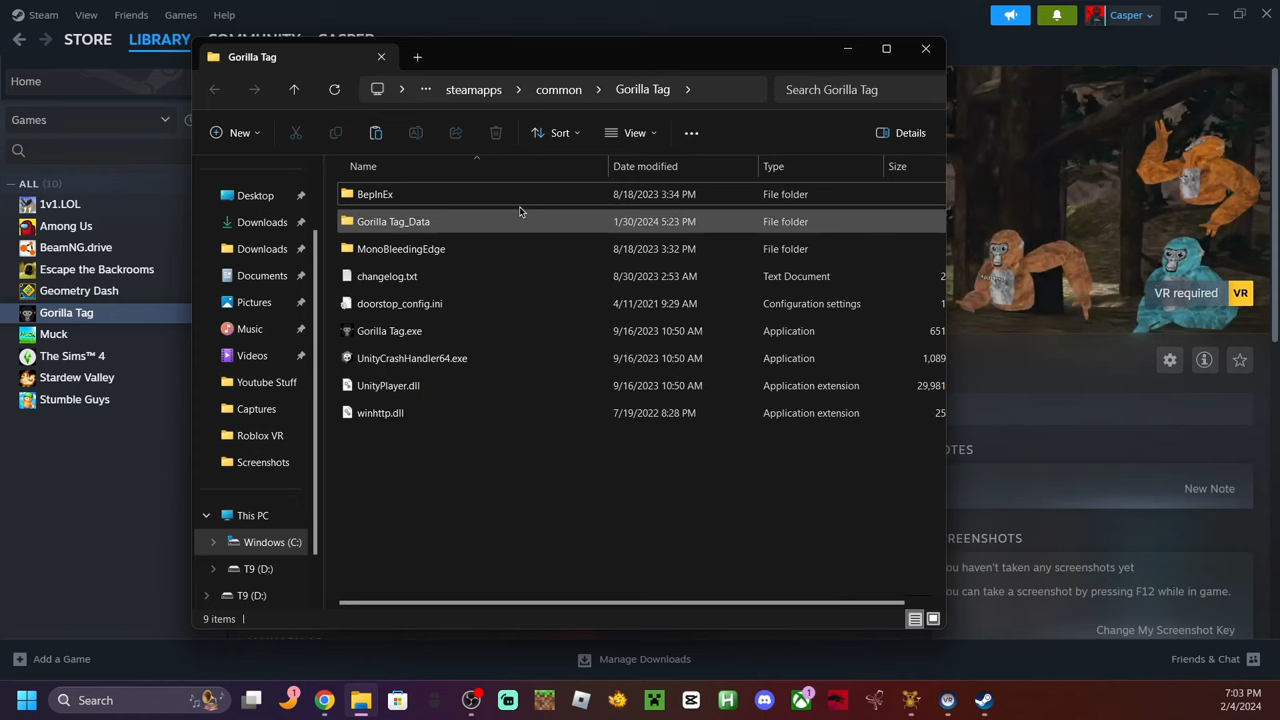 Steam View Friends Games Help
Casper
STORE LIBRARY COMMUNITY CASPER
Home
Games
ALL (10)
1v1.LOL
Among Us
BeamNG.drive
Escape the Backrooms
Geometry Dash
Gorilla Tag
Muck
The Sims™ 4
Stardew Valley
Stumble Guys
Gorilla Tag
steamapps > common > Gorilla Tag >
Search Gorilla Tag
New Sort View Details
Name Date modified Type Size
Desktop
Downloads
Downloads
Documents
Pictures
Music
Videos
Youtube Stuff
Captures
Roblox VR
Screenshots
This PC
Windows (C:)
T9 (D:)
T9 (D:)
BepInEx 8/18/2023 3:34 PM File folder
Gorilla Tag_Data 1/30/2024 5:23 PM File folder
MonoBleedingEdge 8/18/2023 3:32 PM File folder
changelog.txt 8/30/2023 2:53 AM Text Document 2
doorstop_config.ini 4/11/2021 9:29 AM Configuration settings 1
Gorilla Tag.exe 9/16/2023 10:50 AM Application 651
UnityCrashHandler64.exe 9/16/2023 10:50 AM Application 1,089
UnityPlayer.dll 9/16/2023 10:50 AM Application extension 29,981
winhttp.dll 7/19/2022 8:28 PM Application extension 25
9 items
VR required VR
OTES
New Note
CREENSHOTS
ou haven't taken any screenshots yet
ou can take a screenshot by pressing F12 while in game.
Change My Screenshot Key
Add a Game
Manage Downloads
Friends & Chat
Search
1
1
7:03 PM
2/4/2024